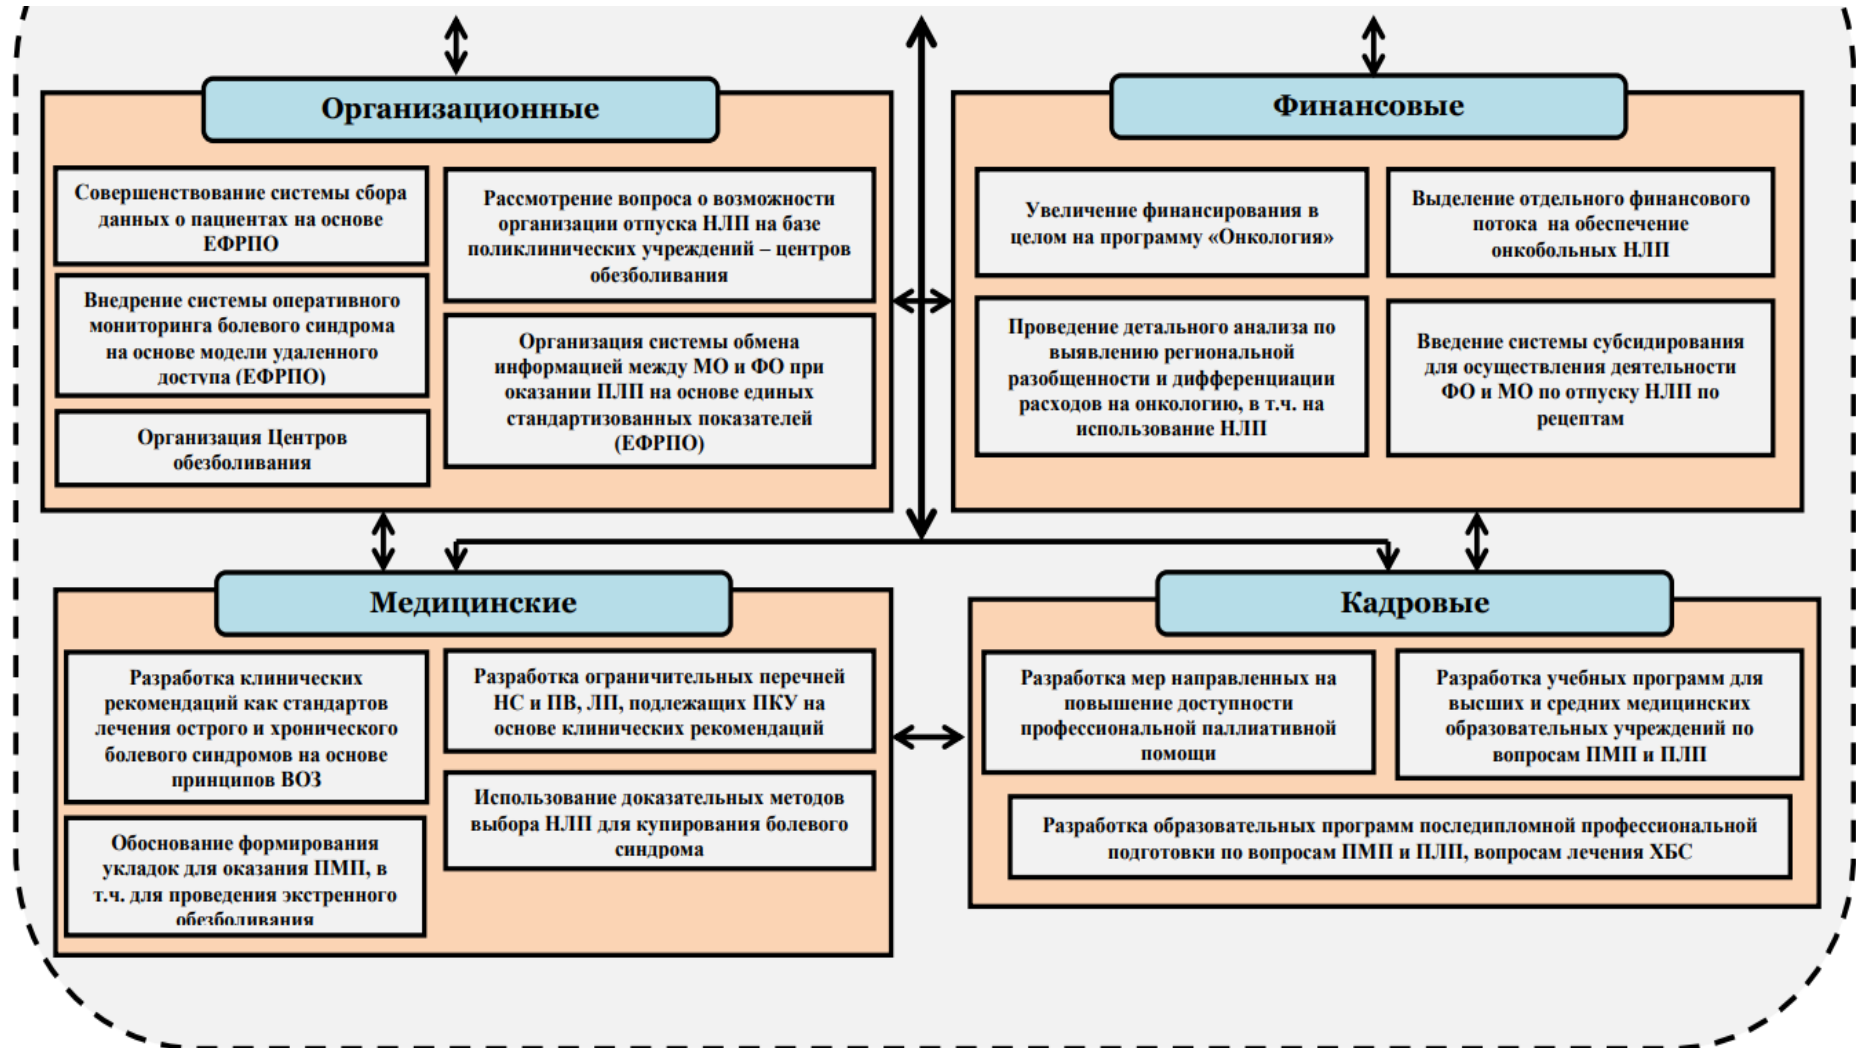 Организационные
Совершенствование системы сбора
данных о пациентах на основе
ЕФРПО
Внедрение системы оперативного
мониторинга болевого синдрома
на основе модели удаленного
доступа (ЕФРПО)
Организация Центров
обезболивания
Рассмотрение вопроса о возможности
организации отпуска НЛП на базе
поликлинических учреждений – центров
обезболивания
Организация системы обмена
информацией между МО и ФО при
оказании ПЛП на основе единых
стандартизованных показателей
(ЕФРПО)
Финансовые
Увеличение финансирования в
целом на программу «Онкология»
Выделение отдельного финансового
потока на обеспечение
онкобольных НЛП
Проведение детального анализа по
выявлению региональной
разобщенности и дифференциации
расходов на онкологию, в т.ч. на
использование НЛП
Введение системы субсидирования
для осуществления деятельности
ФО и МО по отпуску НЛП по
рецептам
Медицинские
Разработка клинических
рекомендаций как стандартов
лечения острого и хронического
болевого синдромов на основе
принципов ВОЗ
Обоснование формирования
укладок для оказания ПМП, в
т.ч. для проведения экстренного
обезболивания
Разработка ограничительных перечней
НС и ПВ, ЛП, подлежащих ПКУ на
основе клинических рекомендаций
Использование доказательных методов
выбора НЛП для купирования болевого
синдрома
Кадровые
Разработка мер направленных на
повышение доступности
профессиональной паллиативной
помощи
Разработка учебных программ для
высших и средних медицинских
образовательных учреждений по
вопросам ПМП и ПЛП
Разработка образовательных программ последипломной профессиональной
подготовки по вопросам ПМП и ПЛП, вопросам лечения ХБС